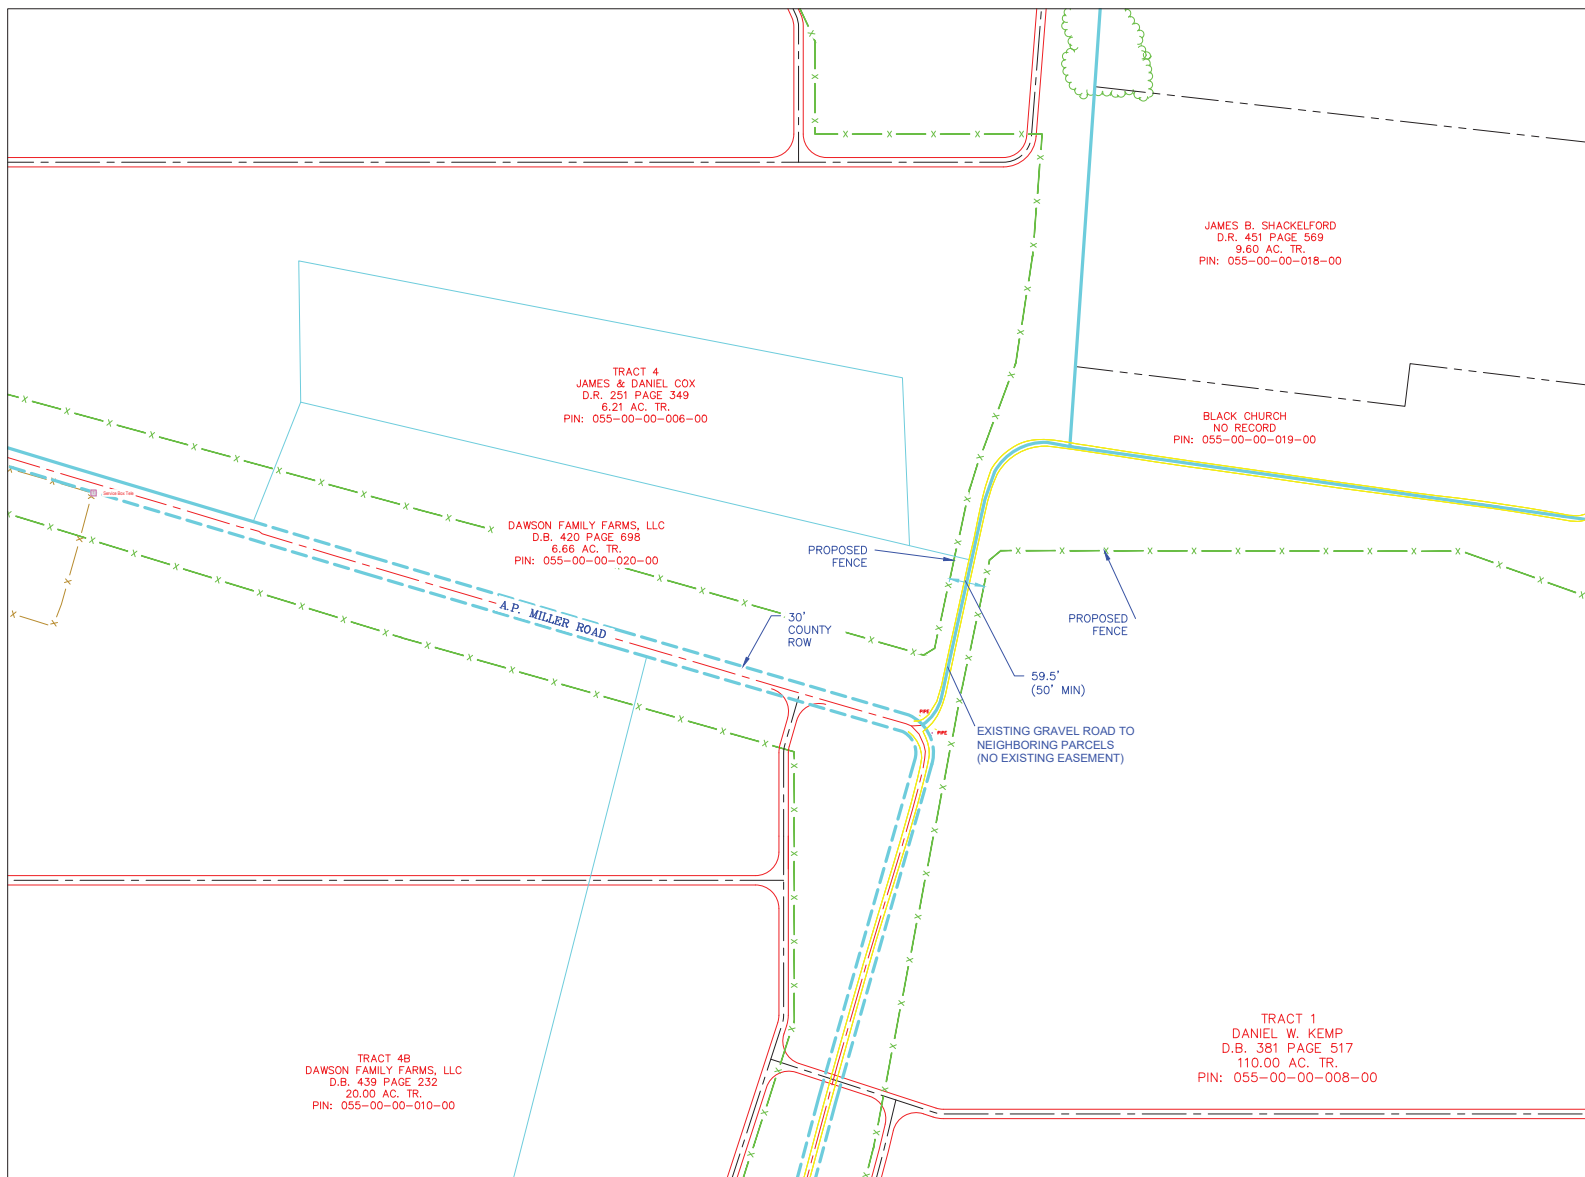 JAMES B. SHACKELFORD
D.R. 451 PAGE 569
9.60 AC. TR.
PIN: 055-00-00-018-00
TRACT 4
JAMES & DANIEL COX
D.R. 251 PAGE 349
6.21 AC. TR.
PIN: 055-00-00-006-00
BLACK CHURCH
NO RECORD
PIN: 055-00-00-019-00
DAWSON FAMILY FARMS, LLC
D.B. 420 PAGE 698
6.66 AC. TR.
PIN: 055-00-00-020-00
PROPOSED
FENCE
A.P. MILLER ROAD
30'
COUNTY
ROW
PROPOSED
FENCE
59.5'
(50' MIN)
PIPE
PIPE
EXISTING GRAVEL ROAD TO
NEIGHBORING PARCELS
(NO EXISTING EASEMENT)
TRACT 4B
DAWSON FAMILY FARMS, LLC
D.B. 439 PAGE 232
20.00 AC. TR.
PIN: 055-00-00-010-00
TRACT 1
DANIEL W. KEMP
D.B. 381 PAGE 517
110.00 AC. TR.
PIN: 055-00-00-008-00